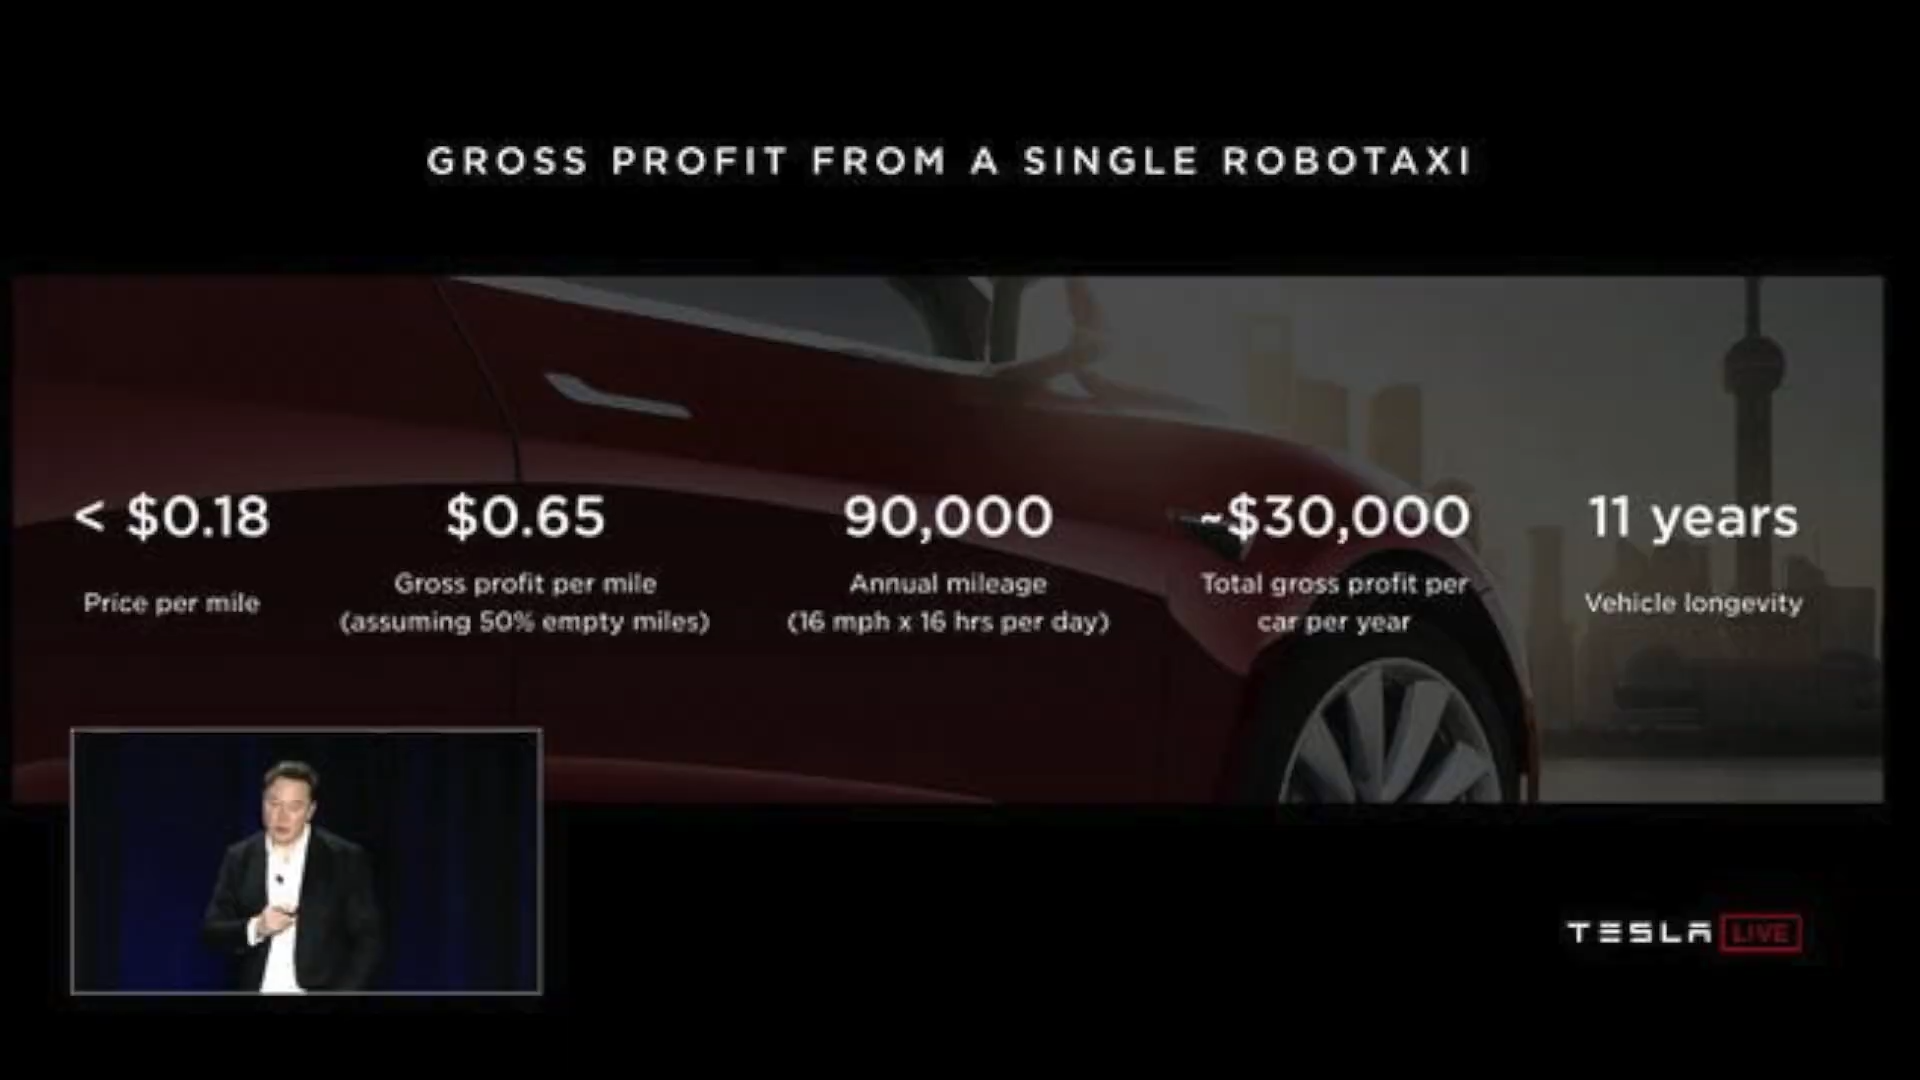 GROSS PROFIT FROM A SINGLE ROBOTAXI
< $0.18
Price per mile
$0.65
Gross profit per mile
(assuming 50% empty miles)
90,000
Annual mileage
(16 mph x 16 hrs per day)
~$30,000
Total gross profit per
car per year
11 years
Vehicle longevity
TESLA LIVE